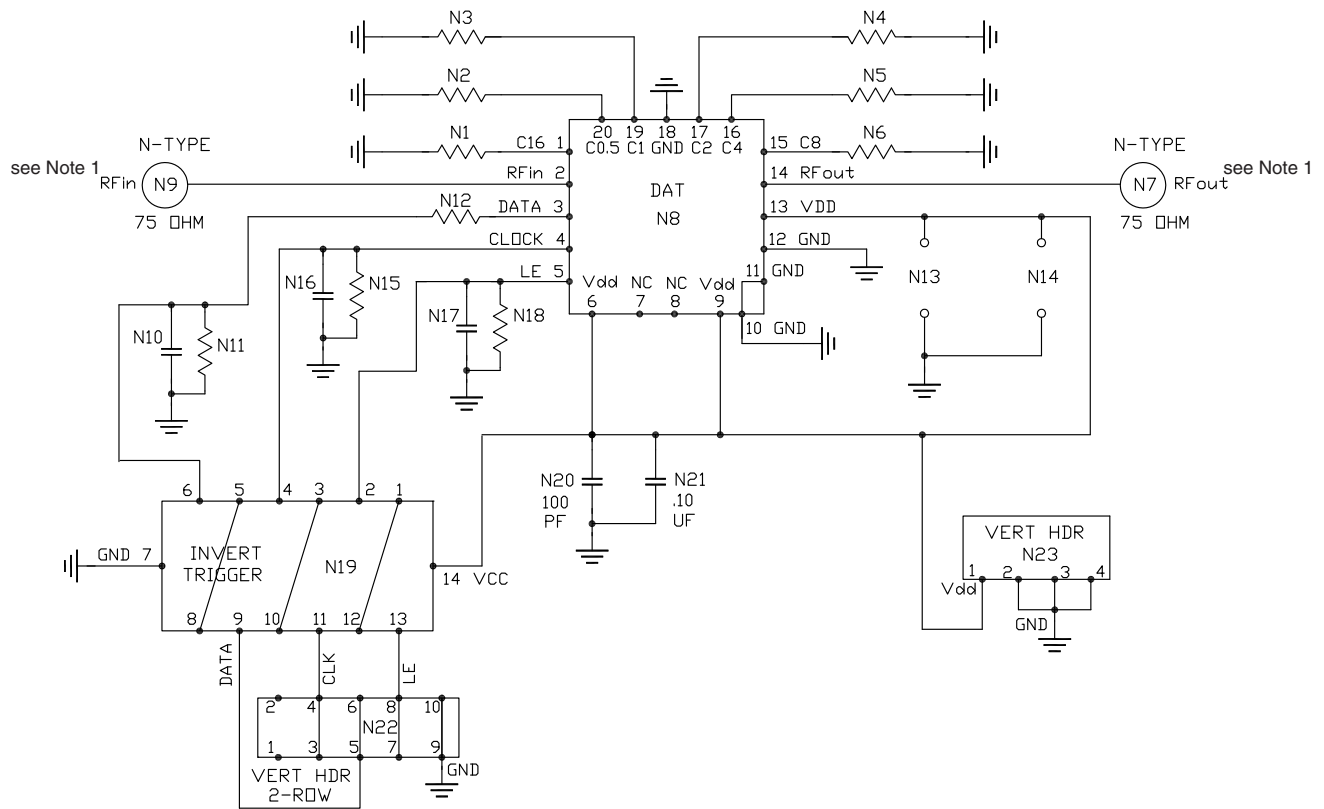 N3
N4
N2
N5
20 19 18 17 16
C0.5 C1 GND C2 C4
N1
C16 1
15 C8
N6
N-TYPE
N-TYPE
see Note 1
RFin
N9
RFin 2
14 RFout
N7
RFout
see Note 1
75 OHM
75 OHM
DAT
N8
N12
DATA 3
13 VDD
CLOCK 4
12 GND
LE 5
11 GND
Vdd NC NC Vdd
6 7 8 9
10 GND
N16
N15
N13
N14
N17
N18
N10
N11
N20
100
PF
N21
.10
UF
6 5 4 3 2 1
GND 7
INVERT
TRIGGER
N19
14 VCC
8 9 10 11 12 13
VERT HDR
N23
1 2 3 4
Vdd
GND
DATA
CLK
LE
2 4 6 8 10
N22
1 3 5 7 9
VERT HDR
2-ROW
GND